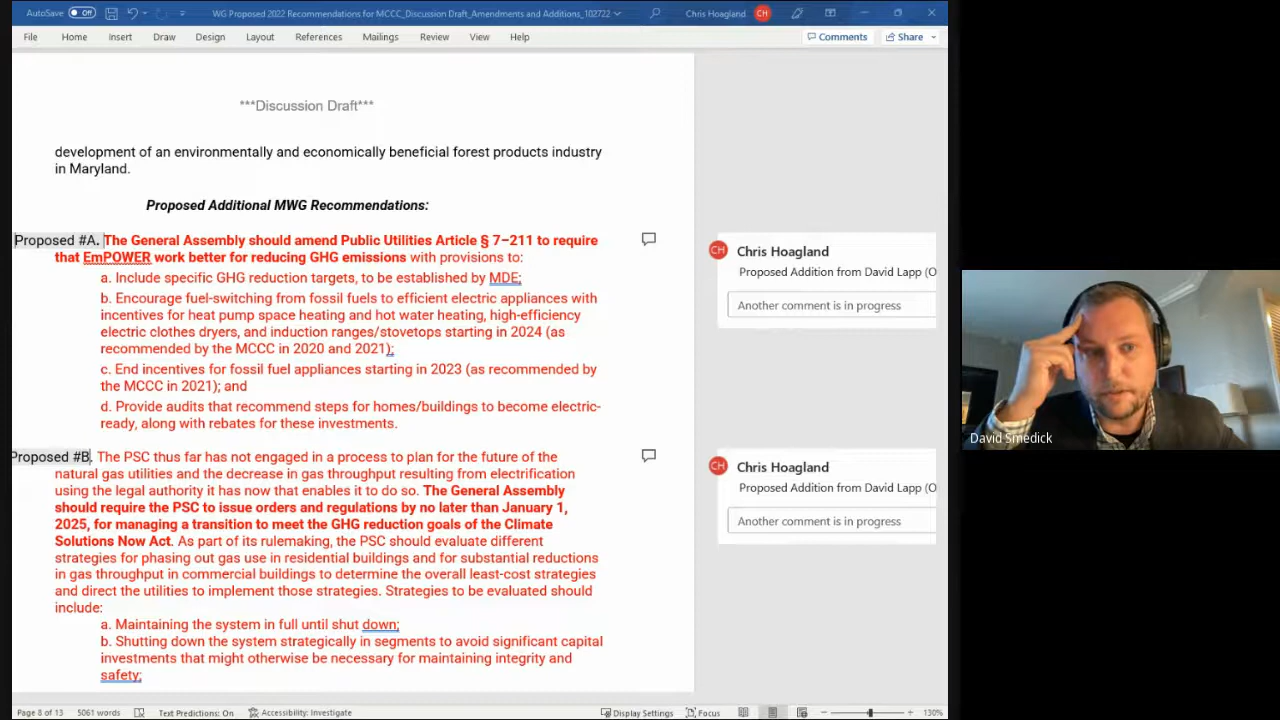 AutoSave Off WG Proposed 2022 Recommendations for MCCC_Discussion Draft_Amendments and Additions_102722 Chris Hoagland CH
File Home Insert Draw Design Layout References Mailings Review View Help Comments Share
***Discussion Draft***
development of an environmentally and economically beneficial forest products industry
in Maryland.
Proposed Additional MWG Recommendations:
Proposed #A. The General Assembly should amend Public Utilities Article § 7–211 to require
that EmPOWER work better for reducing GHG emissions with provisions to:
a. Include specific GHG reduction targets, to be established by MDE;
b. Encourage fuel-switching from fossil fuels to efficient electric appliances with
incentives for heat pump space heating and hot water heating, high-efficiency
electric clothes dryers, and induction ranges/stovetops starting in 2024 (as
recommended by the MCCC in 2020 and 2021);
c. End incentives for fossil fuel appliances starting in 2023 (as recommended by
the MCCC in 2021); and
d. Provide audits that recommend steps for homes/buildings to become electric-
ready, along with rebates for these investments.
Proposed #B. The PSC thus far has not engaged in a process to plan for the future of the
natural gas utilities and the decrease in gas throughput resulting from electrification
using the legal authority it has now that enables it to do so. The General Assembly
should require the PSC to issue orders and regulations by no later than January 1,
2025, for managing a transition to meet the GHG reduction goals of the Climate
Solutions Now Act. As part of its rulemaking, the PSC should evaluate different
strategies for phasing out gas use in residential buildings and for substantial reductions
in gas throughput in commercial buildings to determine the overall least-cost strategies
and direct the utilities to implement those strategies. Strategies to be evaluated should
include:
a. Maintaining the system in full until shut down;
b. Shutting down the system strategically in segments to avoid significant capital
investments that might otherwise be necessary for maintaining integrity and
safety;
CH Chris Hoagland
Proposed Addition from David Lapp (O
Another comment is in progress
CH Chris Hoagland
Proposed Addition from David Lapp (O
Another comment is in progress
David Smedick
Page 8 of 13 5061 words Text Predictions: On Accessibility: Investigate Display Settings Focus 130%